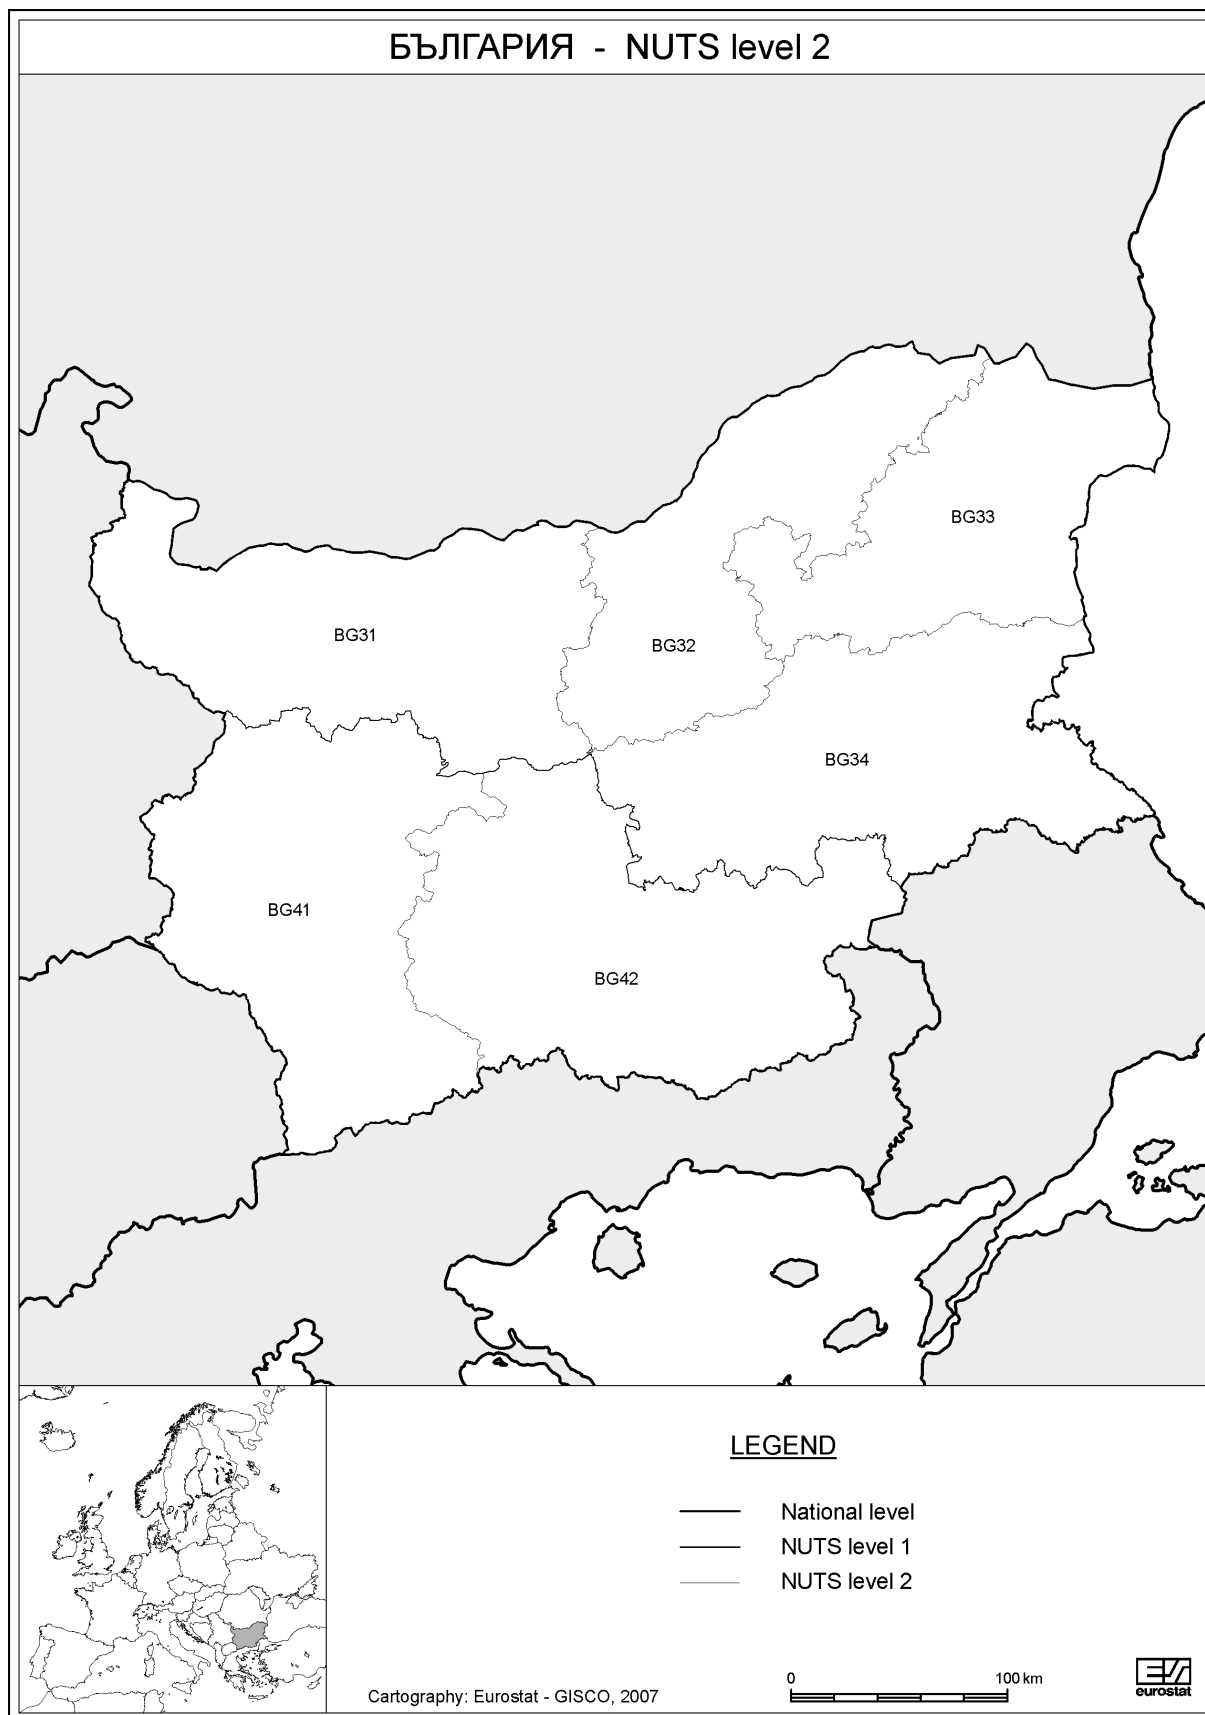 БЪЛГАРИЯ - NUTS level 2
BG33
BG31
BG32
BG34
BG41
BG42
LEGEND
National level
NUTS level 1
NUTS level 2
0 100 km
Cartography: Eurostat - GISCO, 2007
eurostat